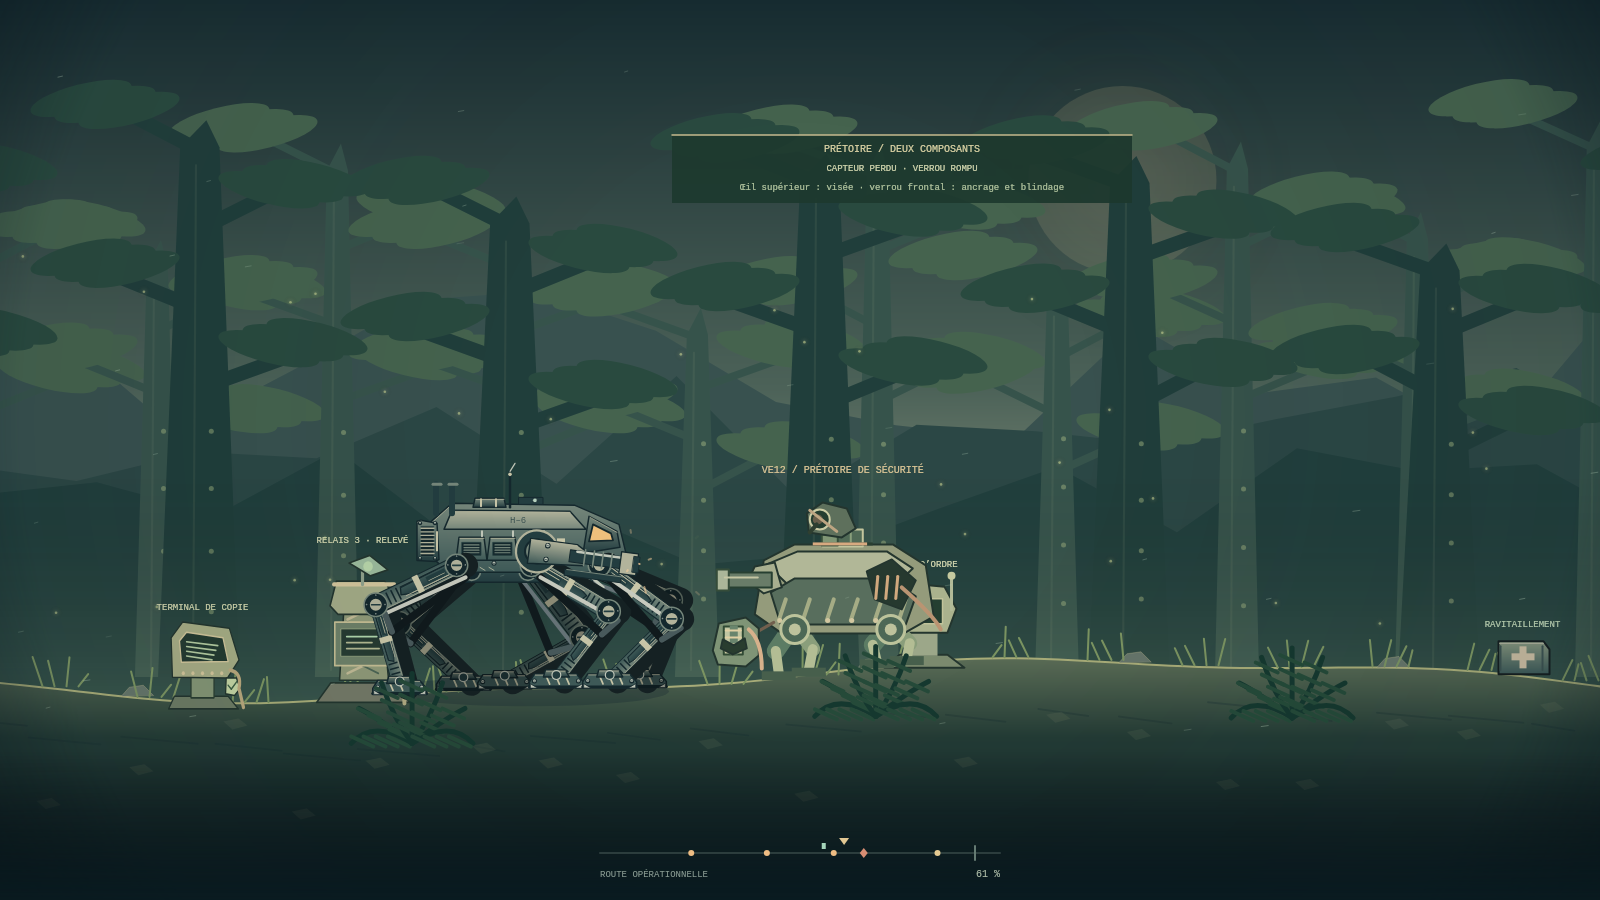 PRÉTOIRE / DEUX COMPOSANTS
CAPTEUR PERDU · VERROU ROMPU
Œil supérieur : visée · verrou frontal : ancrage et blindage
VE12 / PRÉTOIRE DE SÉCURITÉ
H-6
RELAIS 3 · RELEVÉ
'ORDRE
TERMINAL DE COPIE
RAVITAILLEMENT
ROUTE OPÉRATIONNELLE
61 %